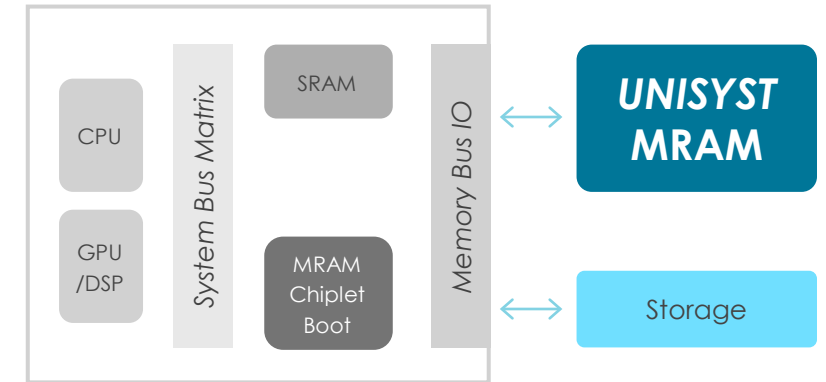 CPU
GPU
/DSP
System Bus Matrix
SRAM
MRAM
Chiplet
Boot
Memory Bus IO
UNISYST
MRAM
Storage